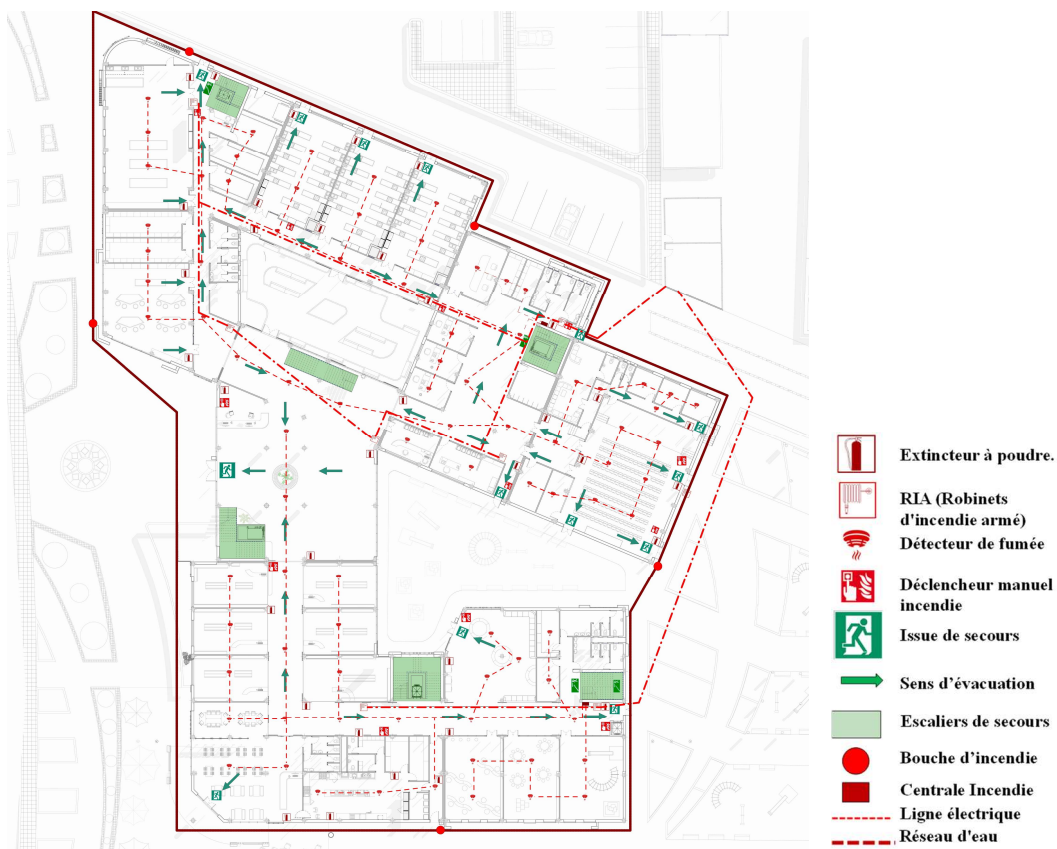 Extincteur à poudre.
RIA (Robinets
d'incendie armé)
Détecteur de fumée
Déclencheur manuel
incendie
Issue de secours
Sens d'évacuation
Escaliers de secours
Bouche d'incendie
Centrale Incendie
Ligne électrique
Réseau d'eau